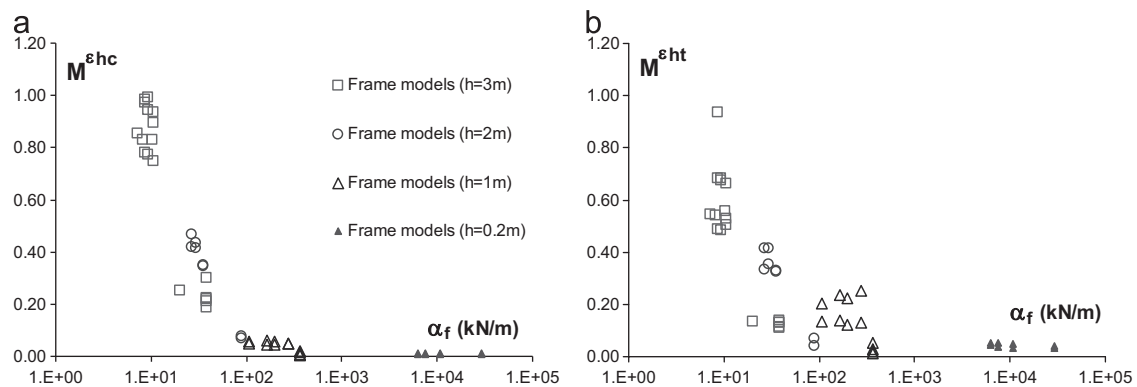 a
1.20
1.00
0.80
0.60
0.40
0.20
0.00
M^εhc
Frame models (h=3m)
Frame models (h=2m)
Frame models (h=1m)
Frame models (h=0.2m)
αf (kN/m)
1.E+00 1.E+01 1.E+02 1.E+03 1.E+04 1.E+05
b
1.20
1.00
0.80
0.60
0.40
0.20
0.00
M^εht
αf (kN/m)
1.E+00 1.E+01 1.E+02 1.E+03 1.E+04 1.E+05